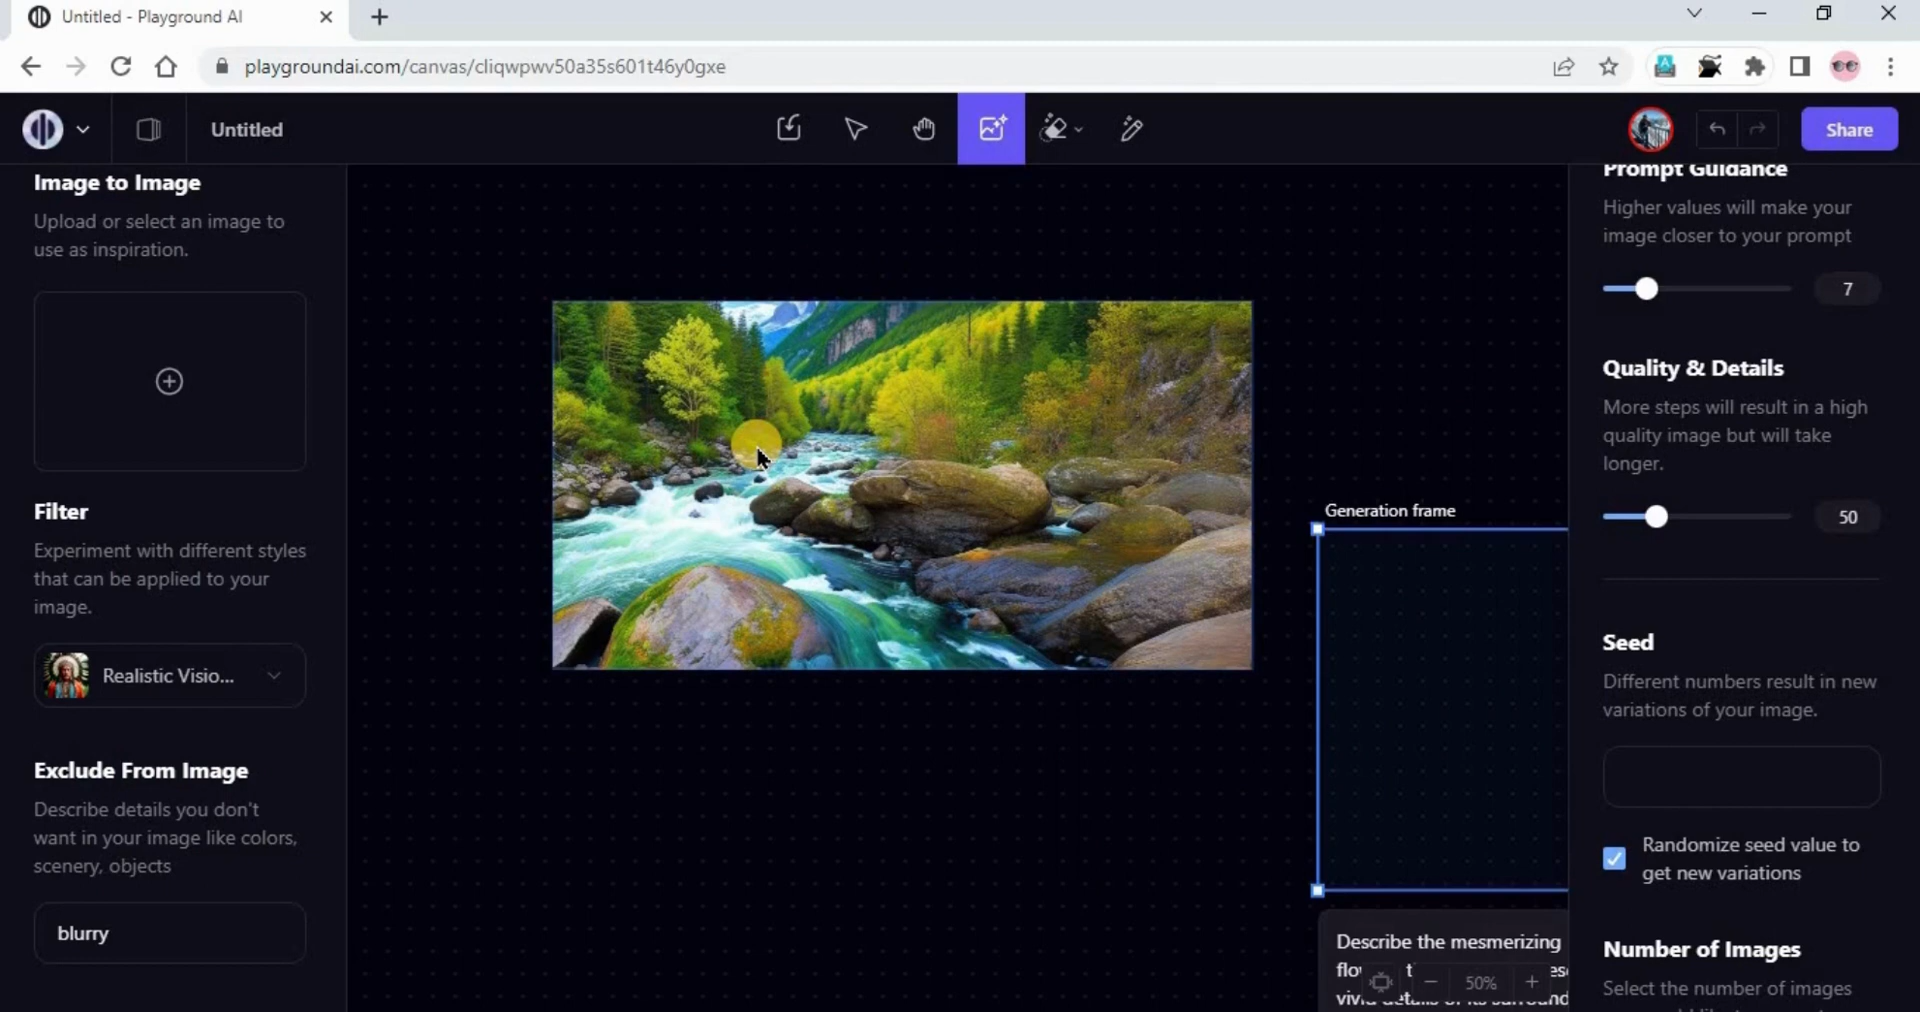 Untitled - Playground AI
playgroundai.com/canvas/cliqwpwv50a35s601t46y0gxe
Untitled
Share
Image to Image
Upload or select an image to
use as inspiration.
Filter
Experiment with different styles
that can be applied to your
image.
Realistic Visio...
Exclude From Image
Describe details you don't
want in your image like colors,
scenery, objects
blurry
Generation frame
Describe the mesmerizing
50%
Prompt Guidance
Higher values will make your
image closer to your prompt
7
Quality & Details
More steps will result in a high
quality image but will take
longer.
50
Seed
Different numbers result in new
variations of your image.
Randomize seed value to
get new variations
Number of Images
Select the number of images